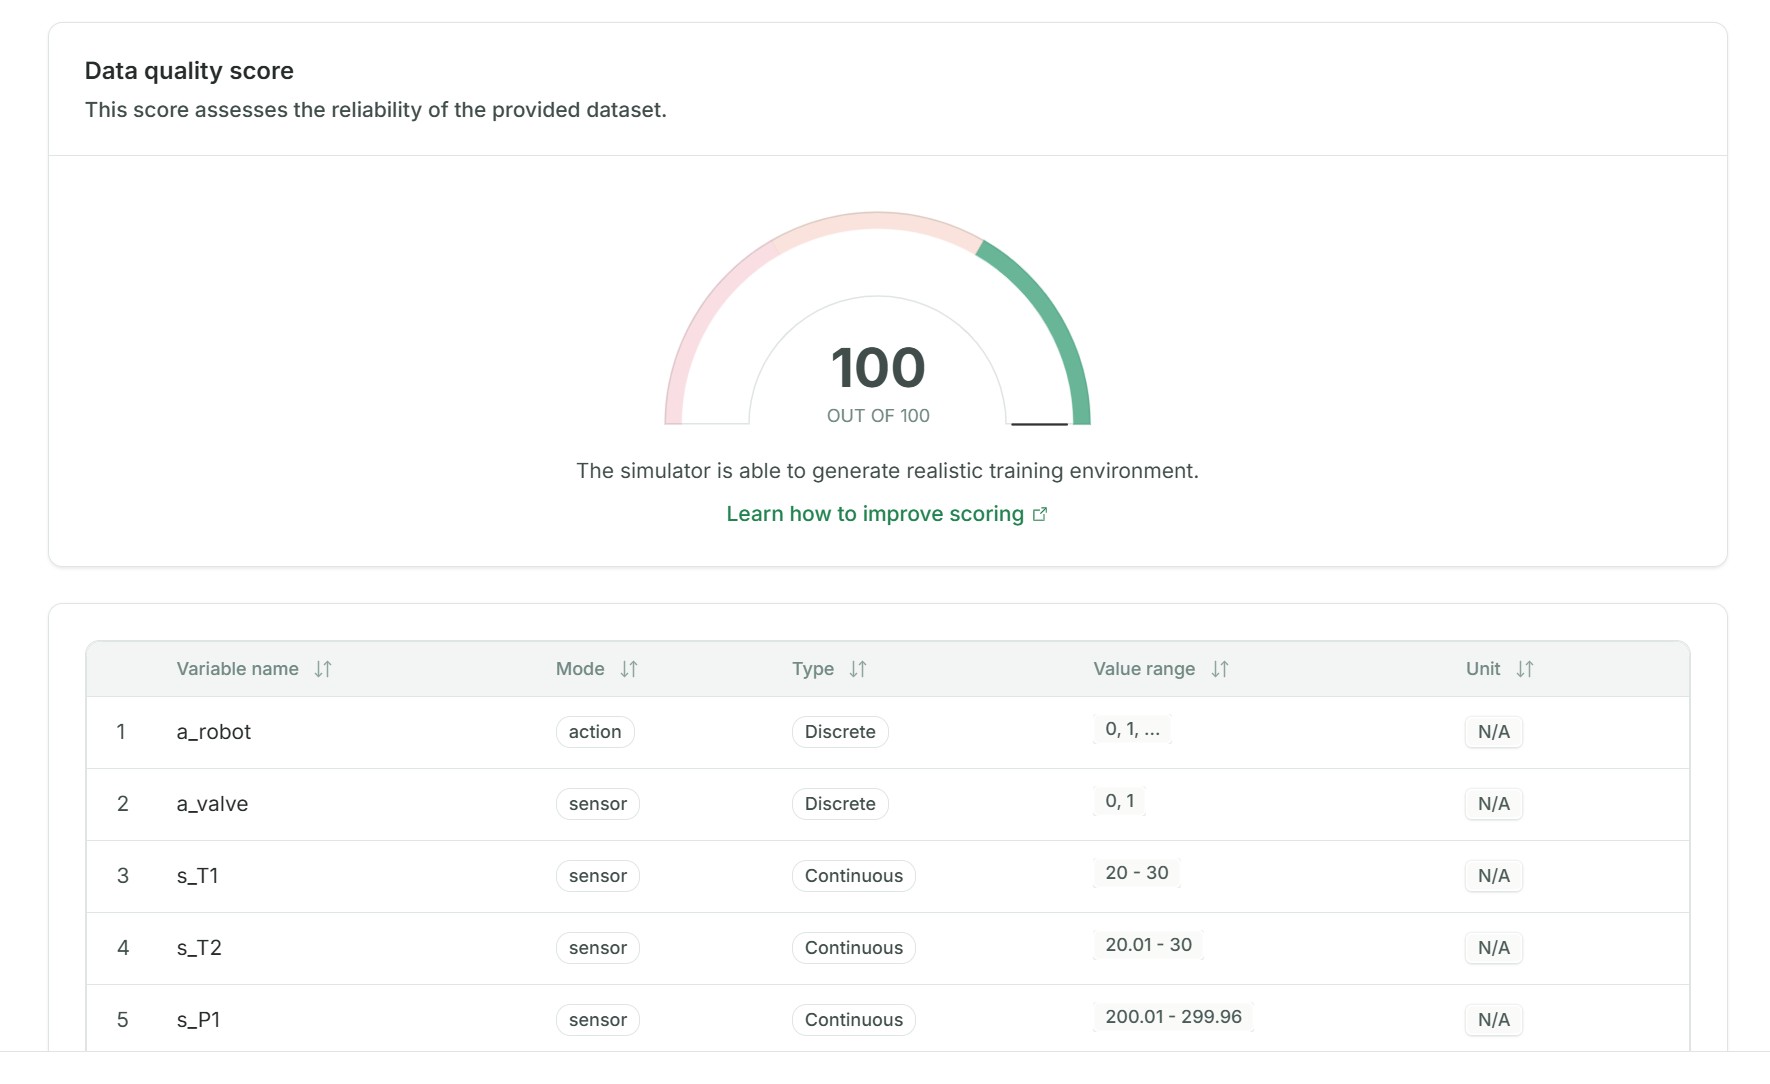 Data quality score
This score assesses the reliability of the provided dataset.
100
OUT OF 100
The simulator is able to generate realistic training environment.
Learn how to improve scoring
Variable name Mode Type Value range Unit
1 a_robot action Discrete 0, 1, ... N/A
2 a_valve sensor Discrete 0, 1 N/A
3 s_T1 sensor Continuous 20 - 30 N/A
4 s_T2 sensor Continuous 20.01 - 30 N/A
5 s_P1 sensor Continuous 200.01 - 299.96 N/A